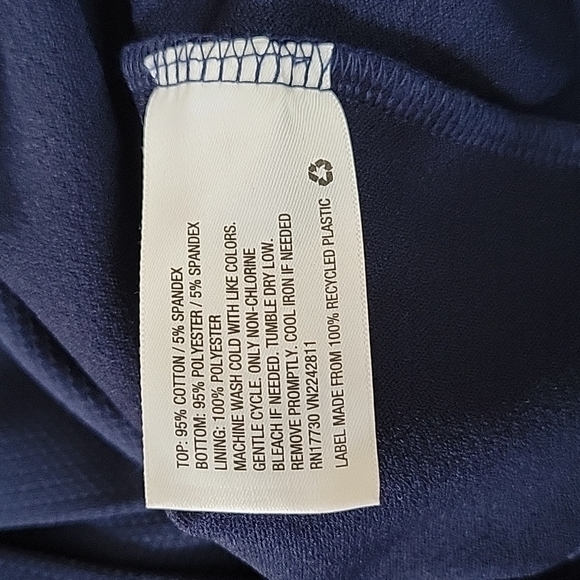 TOP: 95% COTTON / 5% SPANDEX
BOTTOM: 95% POLYESTER / 5% SPANDEX
LINING: 100% POLYESTER
MACHINE WASH COLD WITH LIKE COLORS.
GENTLE CYCLE. ONLY NON-CHLORINE
BLEACH IF NEEDED. TUMBLE DRY LOW.
REMOVE PROMPTLY. COOL IRON IF NEEDED
RN17730 VN2242811
LABEL MADE FROM 100% RECYCLED PLASTIC